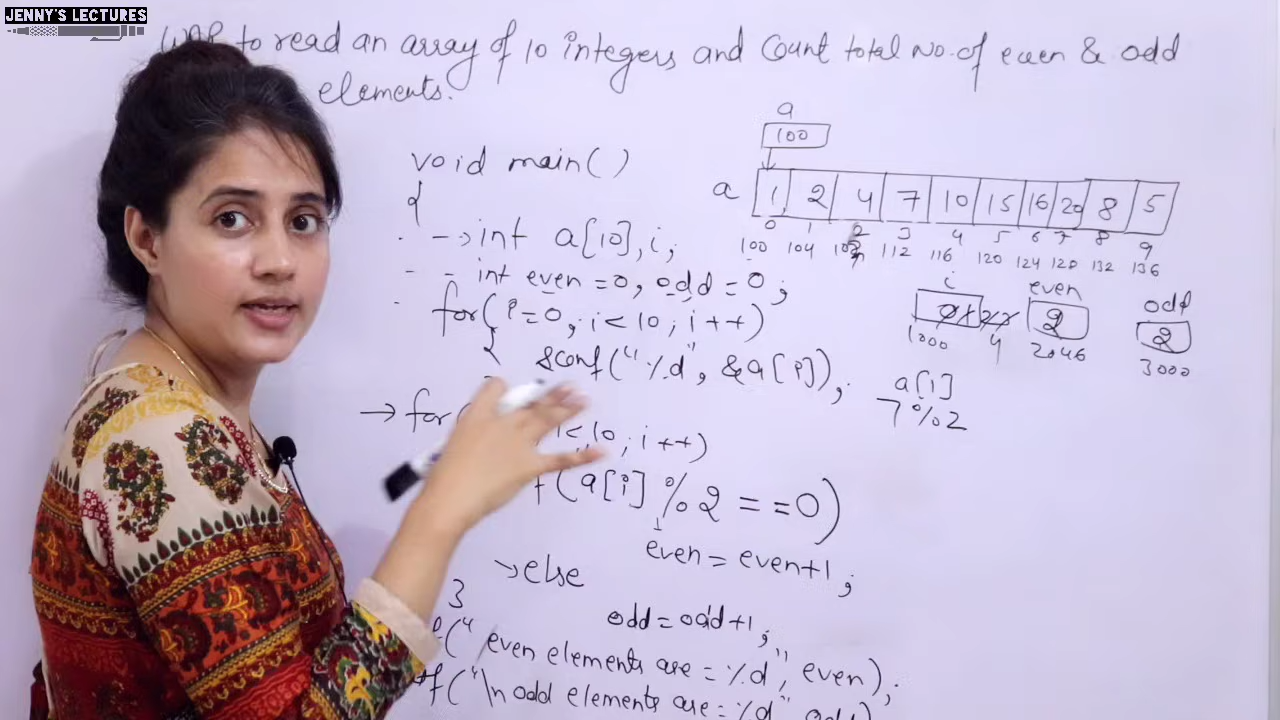 JENNY'S LECTURES
to read an array of 10 integers and Count total No. of even & odd
elements.
void main()
{
-> int a[10], i;
- int even = 0, odd = 0;
for( i = 0; i < 10; i++)
{
scanf("%d", &a[i]);
-> for(
i < 10; i++)
(a[i] % 2 == 0)
even = even+1;
-> else
odd = odd+1;
("even elements are = %d", even);
f("\n odd elements are = %d"
a
100
a 1 2 4 7 10 15 16 20 8 5
0 1 2 3 4 5 6 7 8 9
100 104 112 116 120 124 120 132 136
i even odd
2 2
1000 4 2046 3000
a[i]
7%2